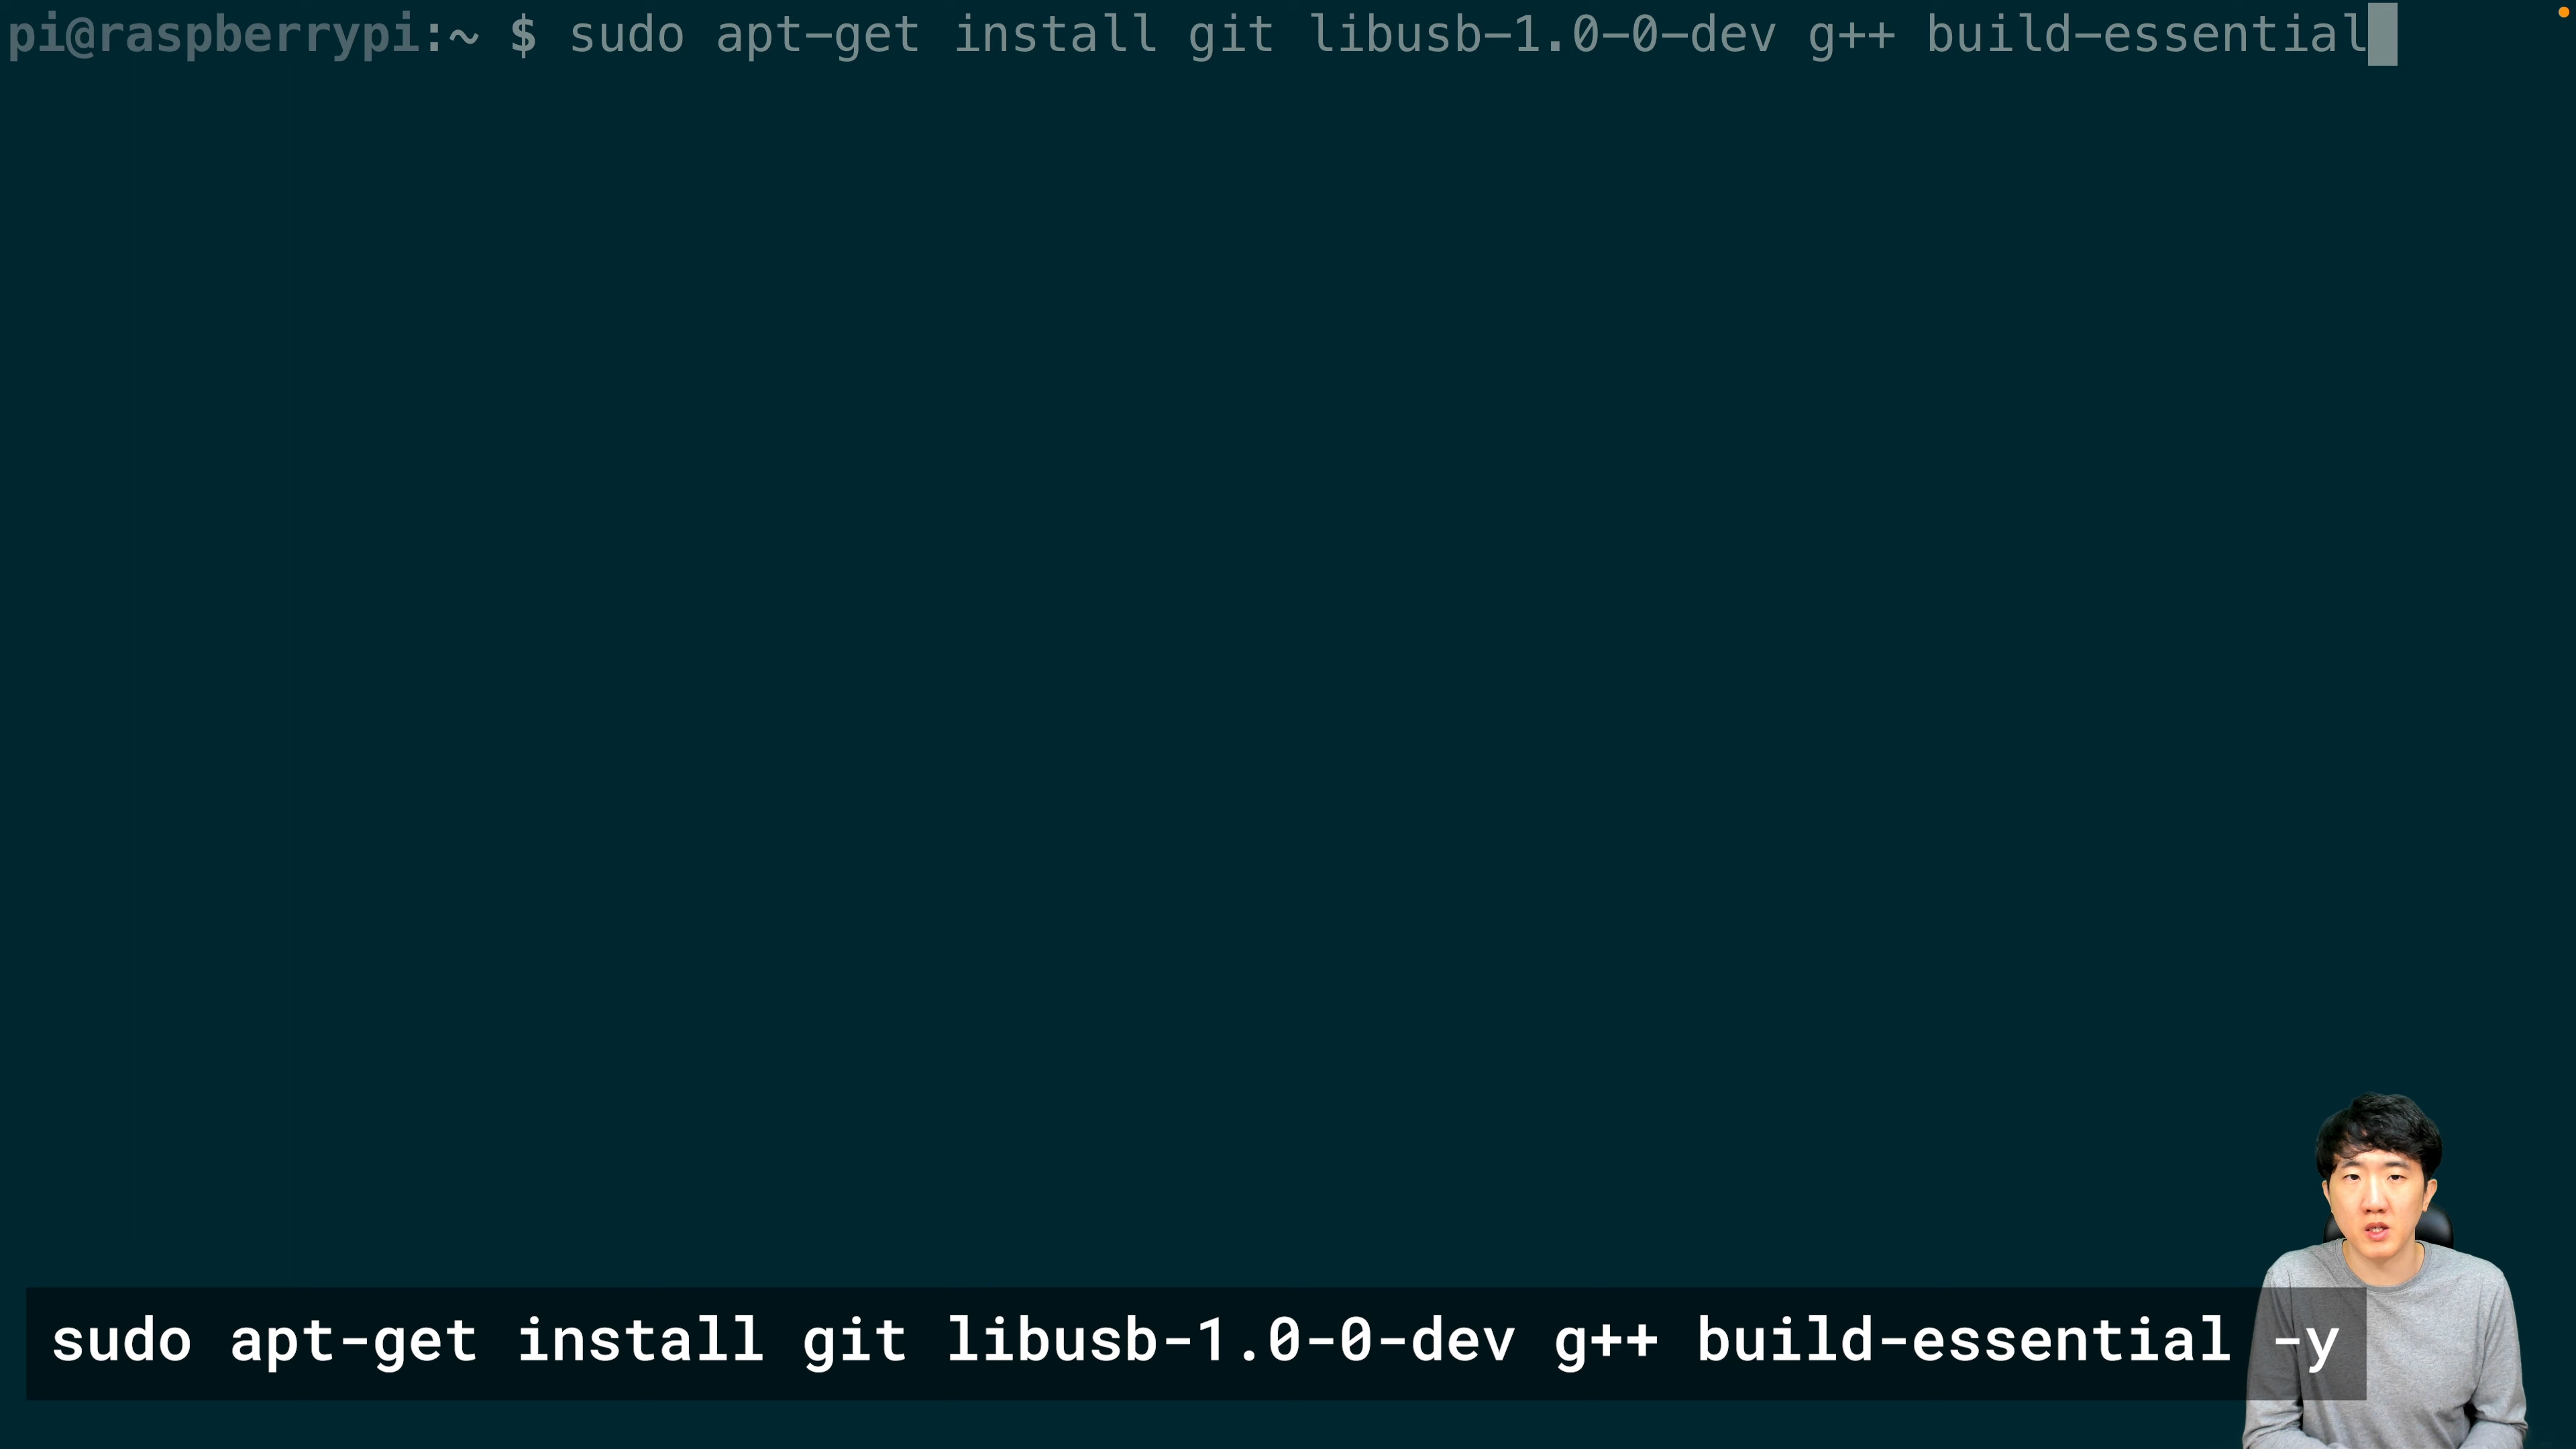 pi@raspberrypi:~ $ sudo apt-get install git libusb-1.0-0-dev g++ build-essential
sudo apt-get install git libusb-1.0-0-dev g++ build-essential -y